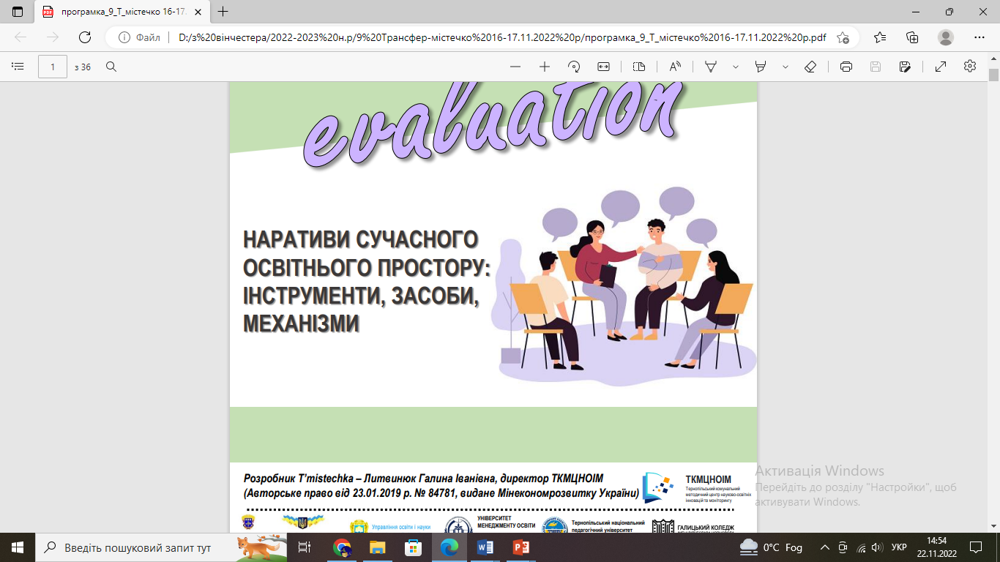 програмка_9_Т_містечко 16-17.
Файл
D:/з%20вінчестера/2022-2023%20н.р/9%20Трансфер-містечко%2016-17.11.2022%20р/програмка_9_Т_містечко%2016-17.11.2022%20р.pdf
1 з 36
evaluation
НАРАТИВИ СУЧАСНОГО
ОСВІТНЬОГО ПРОСТОРУ:
ІНСТРУМЕНТИ, ЗАСОБИ,
МЕХАНІЗМИ
Розробник T'mistechka – Литвинюк Галина Іванівна, директор ТКМЦНОІМ
(Авторське право від 23.01.2019 р. № 84781, видане Мінекономрозвитку України)
ТКМЦНОІМ
Тернопільський комунальний
методичний центр науково-освітніх
інновацій та моніторингу
Активація Windows
Перейдіть до розділу "Настройки", щоб
активувати Windows.
Управління освіти і науки
УНІВЕРСИТЕТ
МЕНЕДЖМЕНТУ ОСВІТИ
Тернопільський національний
педагогічний університет
ГАЛИЦЬКИЙ КОЛЕДЖ
Введіть пошуковий запит тут
0°C Fog
УКР
14:54
22.11.2022